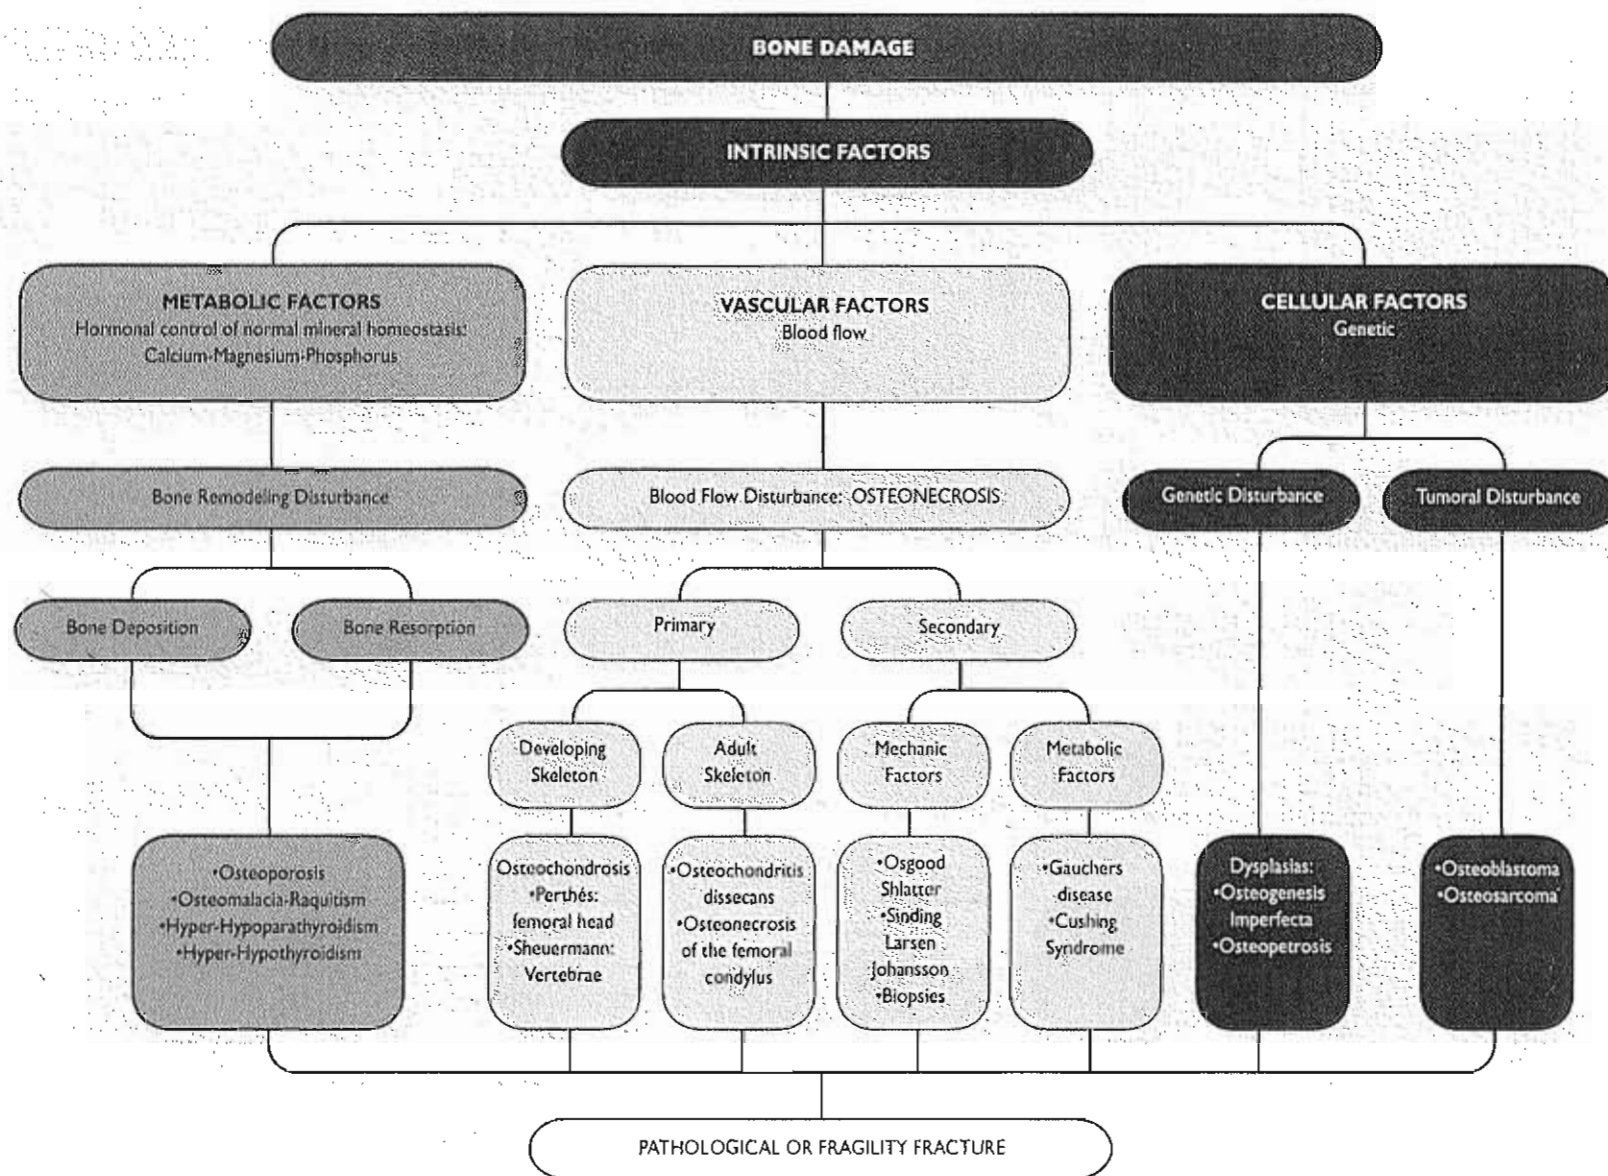 BONE DAMAGE
INTRINSIC FACTORS
METABOLIC FACTORS
Hormonal control of normal mineral homeostasis:
Calcium-Magnesium-Phosphorus
VASCULAR FACTORS
Blood flow
CELLULAR FACTORS
Genetic
Bone Remodeling Disturbance
Blood Flow Disturbance: OSTEONECROSIS
Genetic Disturbance
Tumoral Disturbance
Bone Deposition
Bone Resorption
Primary
Secondary
Developing
Skeleton
Adult
Skeleton
Mechanic
Factors
Metabolic
Factors
•Osteoporosis
•Osteomalacia-Raquitism
•Hyper-Hypoparathyroidism
•Hyper-Hypothyroidism
Osteochondrosis
•Perthés:
femoral head
•Sheuermann:
Vertebrae
•Osteochondritis
dissecans
•Osteonecrosis
of the femoral
condylus
•Osgood
Shlatter
•Sinding
Larsen
Johansson
•Biopsies
•Gauchers
disease
•Cushing
Syndrome
Dysplasias:
•Osteogenesis
Imperfecta
•Osteopetrosis
•Osteoblastoma
•Osteosarcoma
PATHOLOGICAL OR FRAGILITY FRACTURE